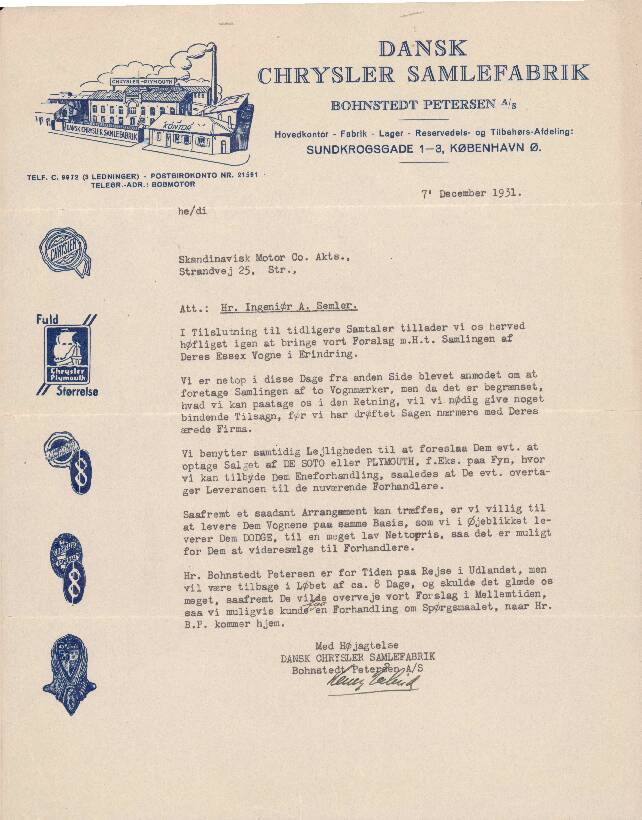 DANSK
CHRYSLER SAMLEFABRIK
BOHNSTEDT PETERSEN A/S
Hovedkontor - Fabrik - Lager - Reservedels- og Tilbehørs-Afdeling:
SUNDKROGSGADE 1-3, KØBENHAVN Ø.
CHRYSLER-PLYMOUTH
DANSK CHRYSLER SAMLEFABRIK
KONTOR
TELF. C. 9972 (3 LEDNINGER) - POSTGIROKONTO NR. 21591
TELEGR.-ADR.: BOBMOTOR
7' December 1931.
he/di
Skandinavisk Motor Co. Akts.,
Strandvej 25, Str.,
Att.: Hr. Ingeniør A. Semler.
CHRYSLER
Fuld
Chrysler
Plymouth
Størrelse
I Tilslutning til tidligere Samtaler tillader vi os herved
høfligst igen at bringe vort Forslag m.H.t. Samlingen af
Deres Essex Vogne i Erindring.
Vi er netop i disse Dage fra anden Side blevet anmodet om at
foretage Samlingen af to Vognmærker, men da det er begrænset,
hvad vi kan paatage os i den Retning, vil vi nødig give noget
bindende Tilsagn, før vi har drøftet Sagen nærmere med Deres
ærede Firma.
Vi benytter samtidig Lejligheden til at foreslaa Dem evt. at
optage Salget af DE SOTO eller PLYMOUTH, f.Eks. paa Fyn, hvor
vi kan tilbyde Dem Eneforhandling, saaledes at De evt. overta-
ger Leverancen til de nuværende Forhandlere.
Saafremt et saadant Arrangement kan træffes, er vi villig til
at levere Dem Vognene paa samme Basis, som vi i Øjeblikket le-
verer Dem DODGE, til en meget lav Nettopris, saa det er muligt
for Dem at videresælge til Forhandlere.
Hr. Bohnstedt Petersen er for Tiden paa Rejse i Udlandet, men
vil være tilbage i Løbet af ca. 8 Dage, og skulde det glæde os
meget, saafremt De vilde overveje vort Forslag i Mellemtiden,
saa vi muligvis kunde faa en Forhandling om Spørgsmaalet, naar Hr.
B.P. kommer hjem.
Med Højagtelse
DANSK CHRYSLER SAMLEFABRIK
Bohnstedt Petersen A/S